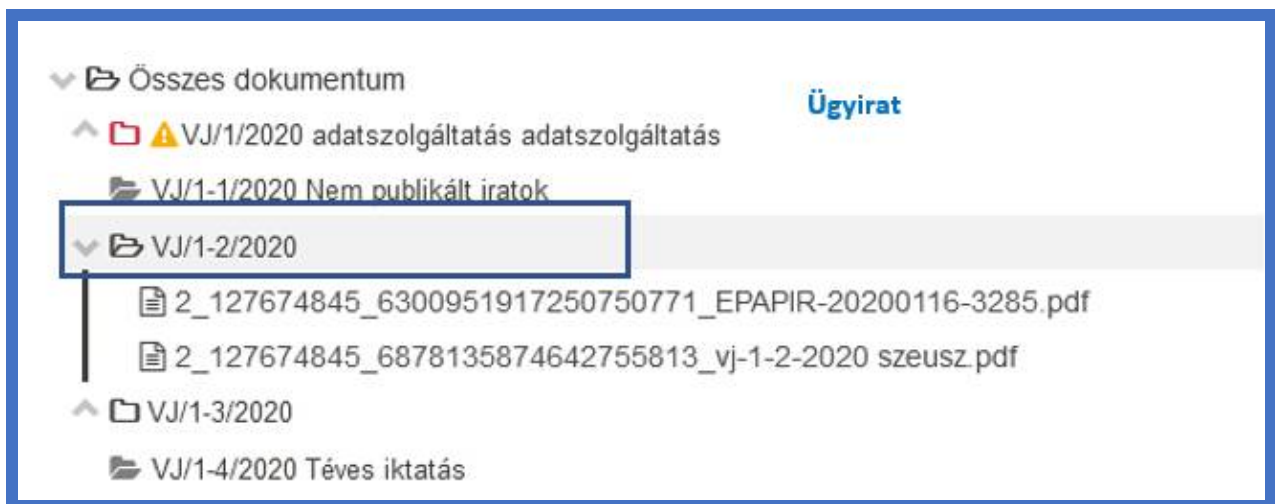 Összes dokumentum
Ügyirat
VJ/1/2020 adatszolgáltatás adatszolgáltatás
VJ/1-1/2020 Nem publikált iratok
VJ/1-2/2020
2_127674845_6300951917250750771_EPAPIR-20200116-3285.pdf
2_127674845_6878135874642755813_vj-1-2-2020 szeusz.pdf
VJ/1-3/2020
VJ/1-4/2020 Téves iktatás